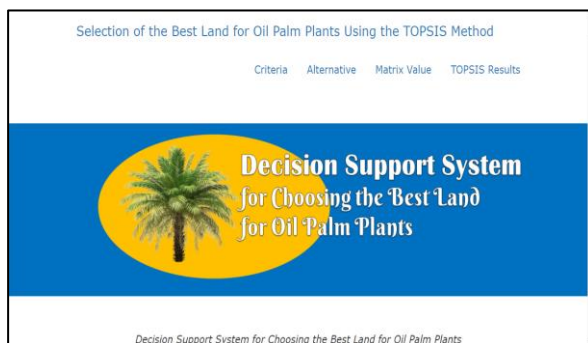 Selection of the Best Land for Oil Palm Plants Using the TOPSIS Method
Criteria Alternative Matrix Value TOPSIS Results
Decision Support System
for Choosing the Best Land
for Oil Palm Plants
Decision Support System for Choosing the Best Land for Oil Palm Plants